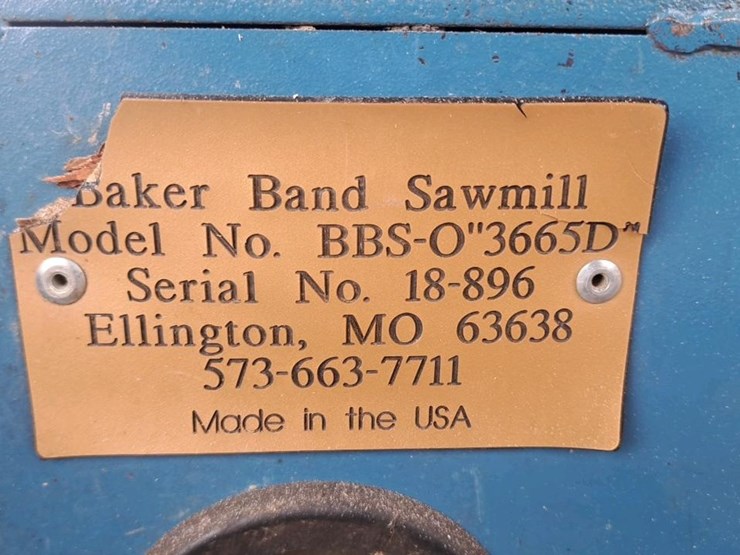 Baker Band Sawmill
Model No. BBS-O"3665D™
Serial No. 18-896
Ellington, MO 63638
573-663-7711
Made in the USA